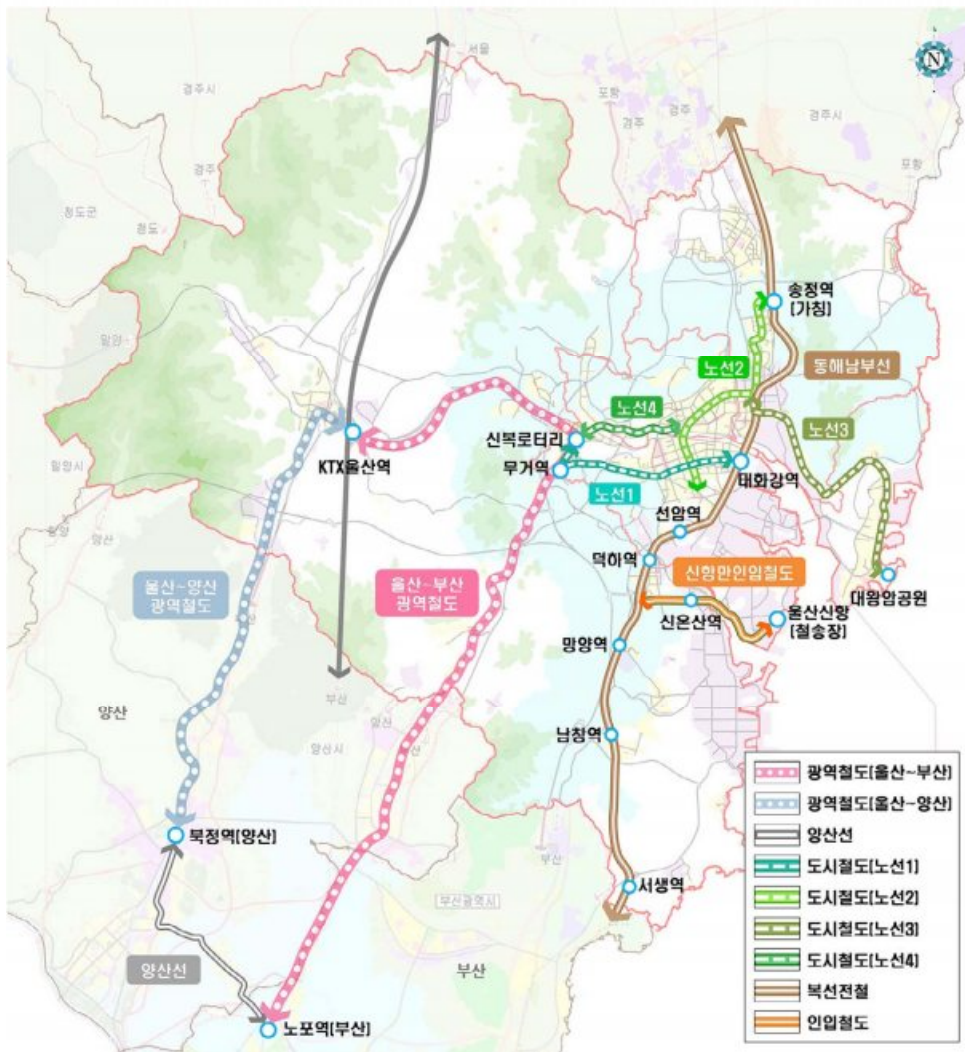 서울
N
경주시
포항
경주
경주
경주시
포항
청도군
청도
송정역
[가칭]
밀양
노선2
동해남부선
노선4
노선3
신복로터리
KTX울산역
무거역
태화강역
밀양시
노선1
선암역
양산
덕하역
울산~양산
광역철도
울산~부산
광역철도
신항만인입철도
대왕암공원
신온산역
울산신항
[철송장]
망양역
부산
양산
양산
양산시
남창역
광역철도[울산~부산]
광역철도[울산~양산]
북정역[양산]
양산선
부산
도시철도[노선1]
서생역
도시철도[노선2]
부산광역시
도시철도[노선3]
양산선
부산
도시철도[노선4]
복선전철
노포역[부산]
인입철도